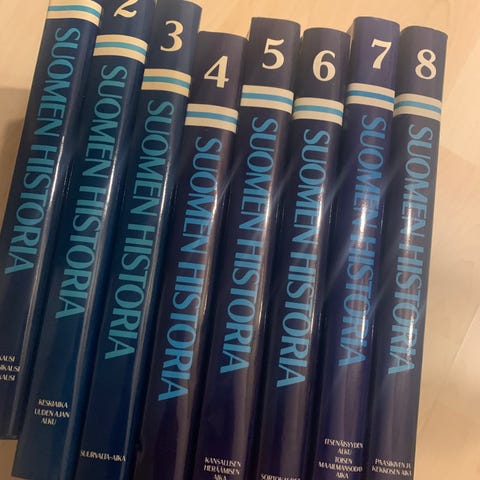 SUOMEN HISTORIA
2
SUOMEN HISTORIA
KESKIAIKA
UUDEN AJAN
ALKU
3
SUOMEN HISTORIA
SUURVALTA-AIKA
4
SUOMEN HISTORIA
5
SUOMEN HISTORIA
KANSALLISEN
HERÄÄMISEN
AIKA
6
SUOMEN HISTORIA
7
SUOMEN HISTORIA
ITSENÄISYYDEN
ALKU
TOISEN
MAAILMANSODAN
AIKA
8
SUOMEN HISTORIA
PAASIKIVEN JA
KEKKOSEN AIKA